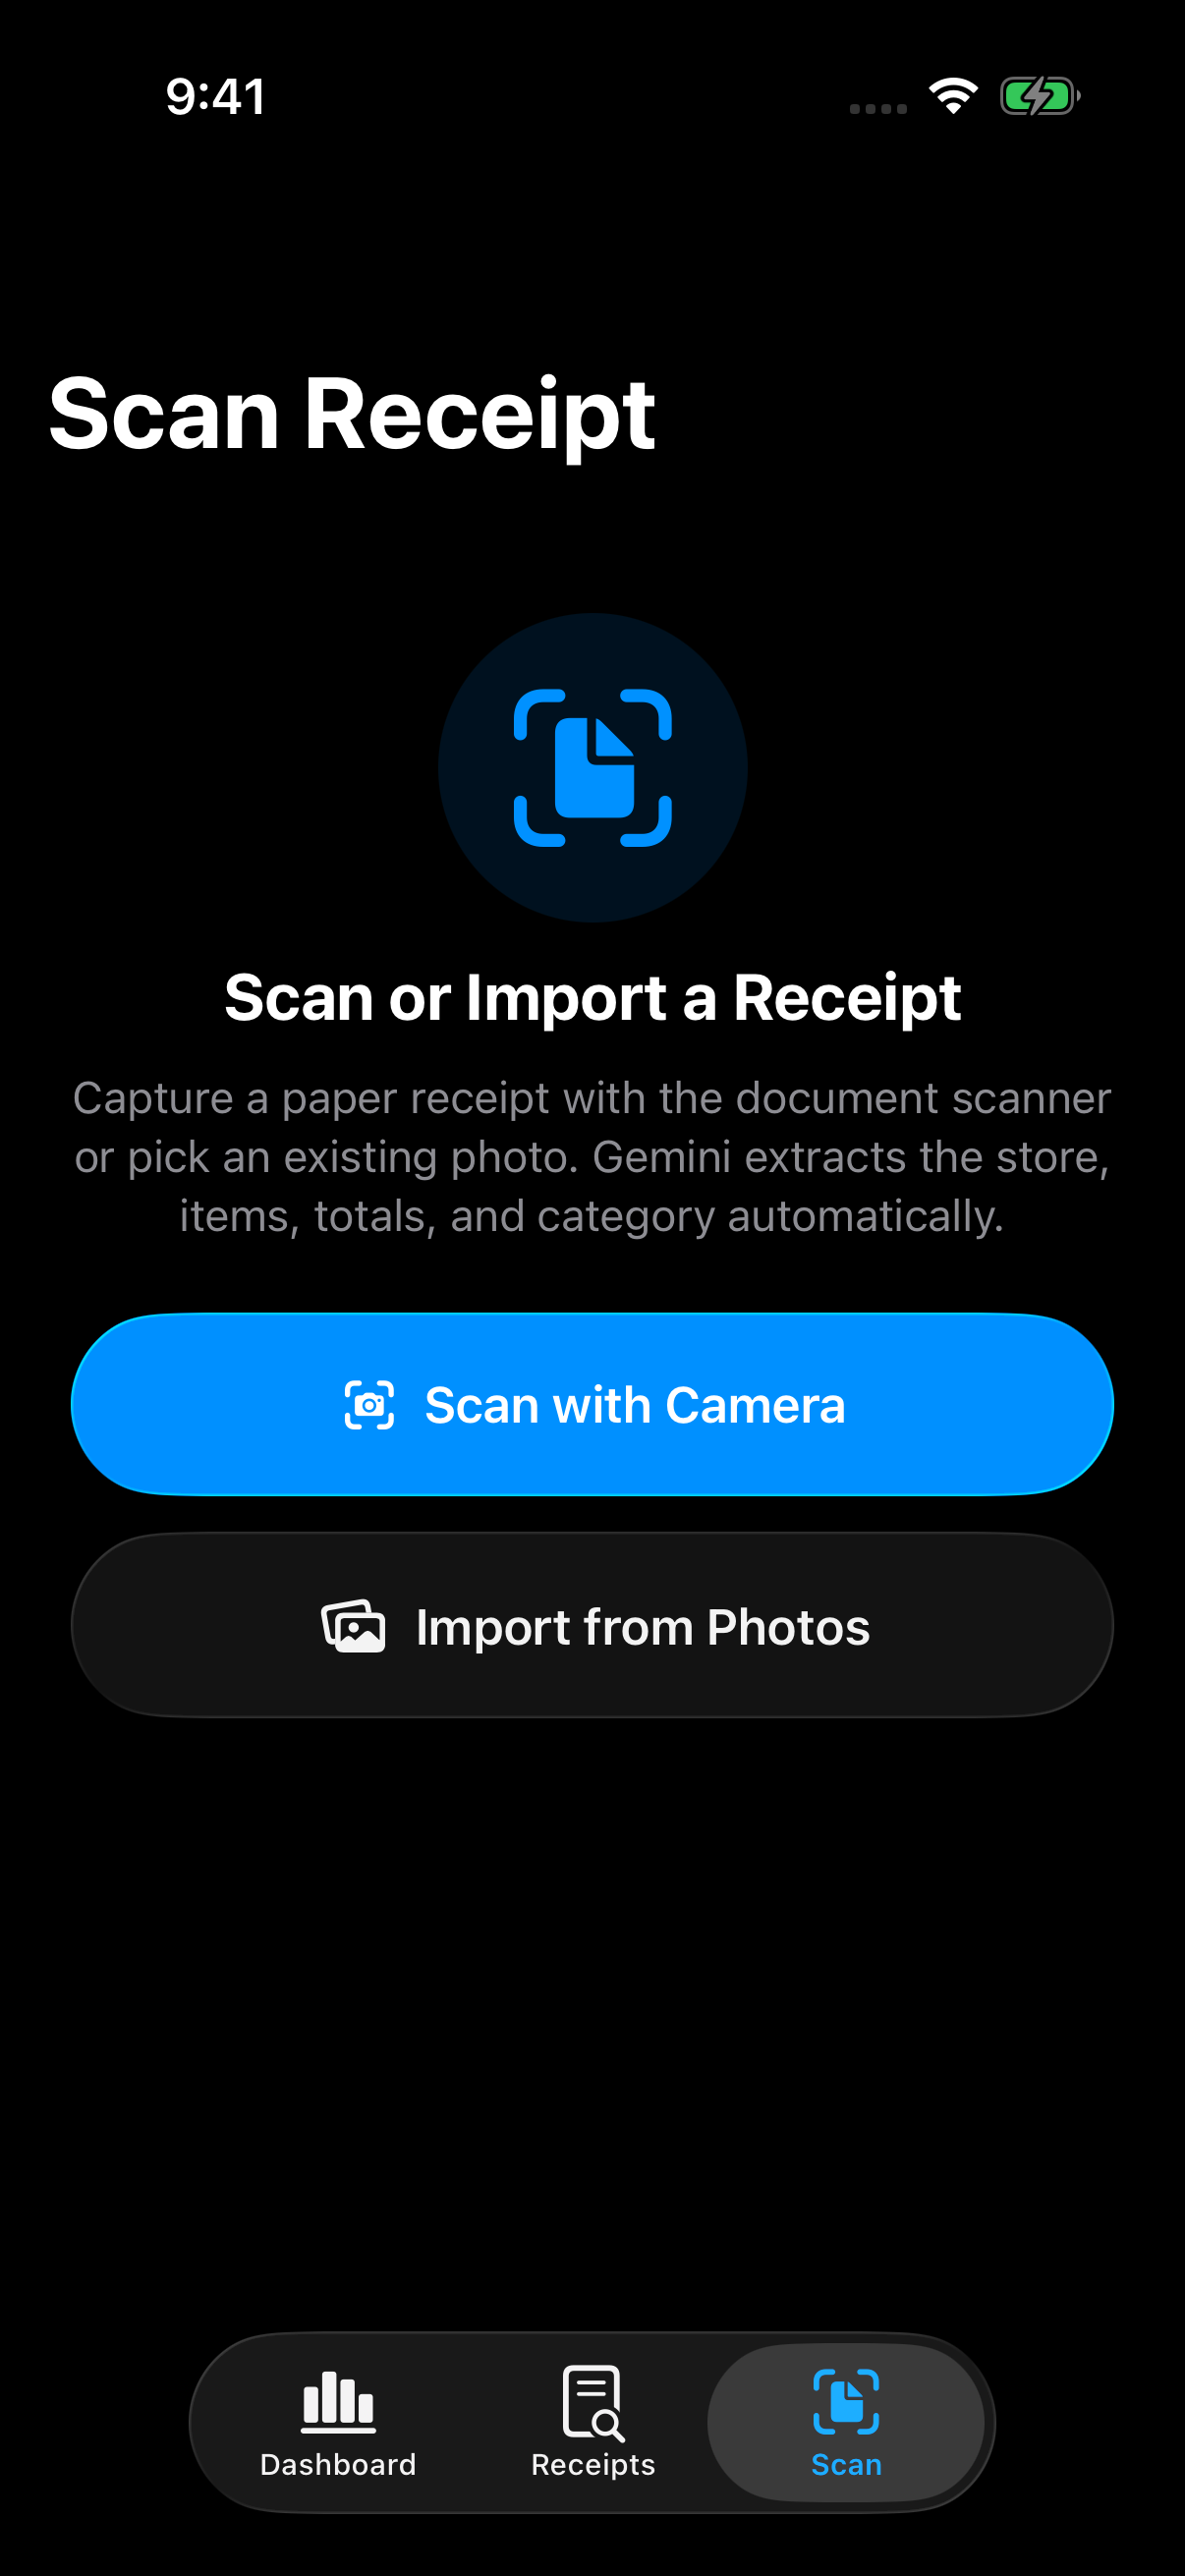 9:41
Scan Receipt
Scan or Import a Receipt
Capture a paper receipt with the document scanner
or pick an existing photo. Gemini extracts the store,
items, totals, and category automatically.
Scan with Camera
Import from Photos
Dashboard
Receipts
Scan